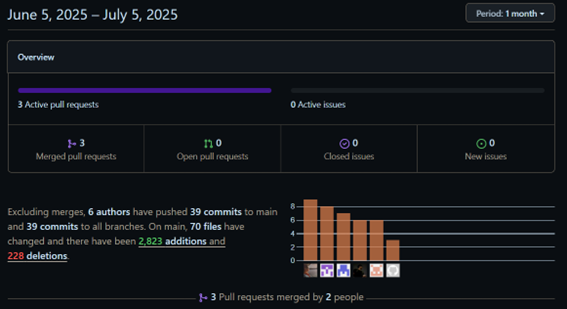 June 5, 2025 – July 5, 2025
Period: 1 month
Overview
3 Active pull requests
0 Active issues
3
Merged pull requests
0
Open pull requests
0
Closed issues
0
New issues
Excluding merges, 6 authors have pushed 39 commits to main
and 39 commits to all branches. On main, 70 files have
changed and there have been 2,823 additions and
228 deletions.
8
6
4
2
0
3 Pull requests merged by 2 people